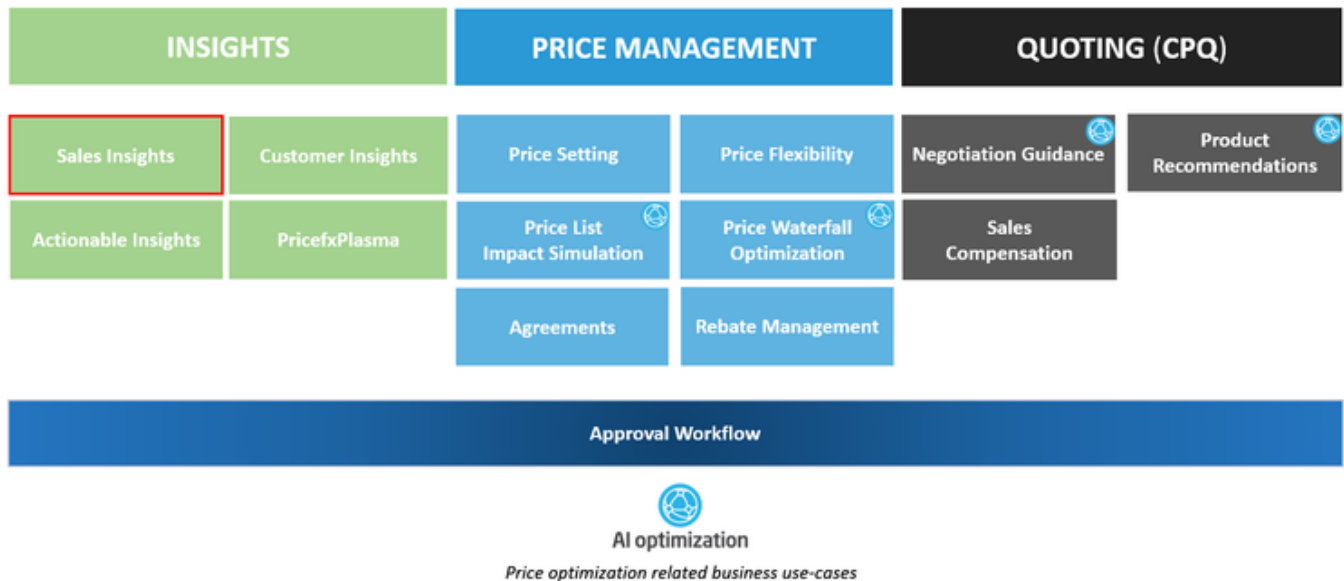 INSIGHTS
PRICE MANAGEMENT
QUOTING (CPQ)
Sales Insights
Customer Insights
Price Setting
Price Flexibility
Negotiation Guidance
Product
Recommendations
Actionable Insights
PricefxPlasma
Price List
Impact Simulation
Price Waterfall
Optimization
Sales
Compensation
Agreements
Rebate Management
Approval Workflow
AI optimization
Price optimization related business use-cases